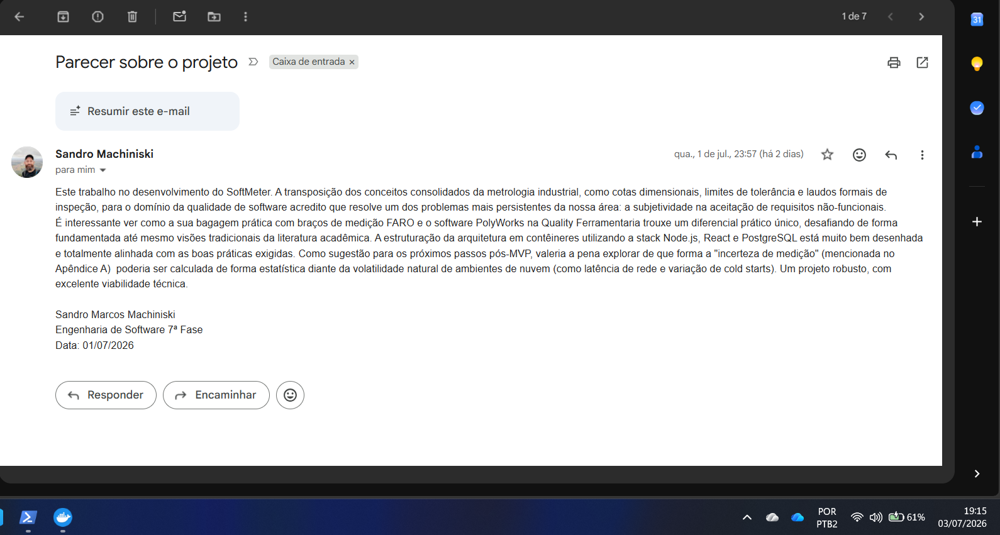 1 de 7
31
Parecer sobre o projeto
Caixa de entrada ×
Resumir este e-mail
Sandro Machiniski
qua., 1 de jul., 23:57 (há 2 dias)
para mim
Este trabalho no desenvolvimento do SoftMeter. A transposição dos conceitos consolidados da metrologia industrial, como cotas dimensionais, limites de tolerância e laudos formais de
inspeção, para o domínio da qualidade de software acredito que resolve um dos problemas mais persistentes da nossa área: a subjetividade na aceitação de requisitos não-funcionais.
É interessante ver como a sua bagagem prática com braços de medição FARO e o software PolyWorks na Quality Ferramentaria trouxe um diferencial prático único, desafiando de forma
fundamentada até mesmo visões tradicionais da literatura acadêmica. A estruturação da arquitetura em contêineres utilizando a stack Node.js, React e PostgreSQL está muito bem desenhada
e totalmente alinhada com as boas práticas exigidas. Como sugestão para os próximos passos pós-MVP, valeria a pena explorar de que forma a "incerteza de medição" (mencionada no
Apêndice A)  poderia ser calculada de forma estatística diante da volatilidade natural de ambientes de nuvem (como latência de rede e variação de cold starts). Um projeto robusto, com
excelente viabilidade técnica.
Sandro Marcos Machiniski
Engenharia de Software 7ª Fase
Data: 01/07/2026
Responder
Encaminhar
POR
PTB2
61%
19:15
03/07/2026